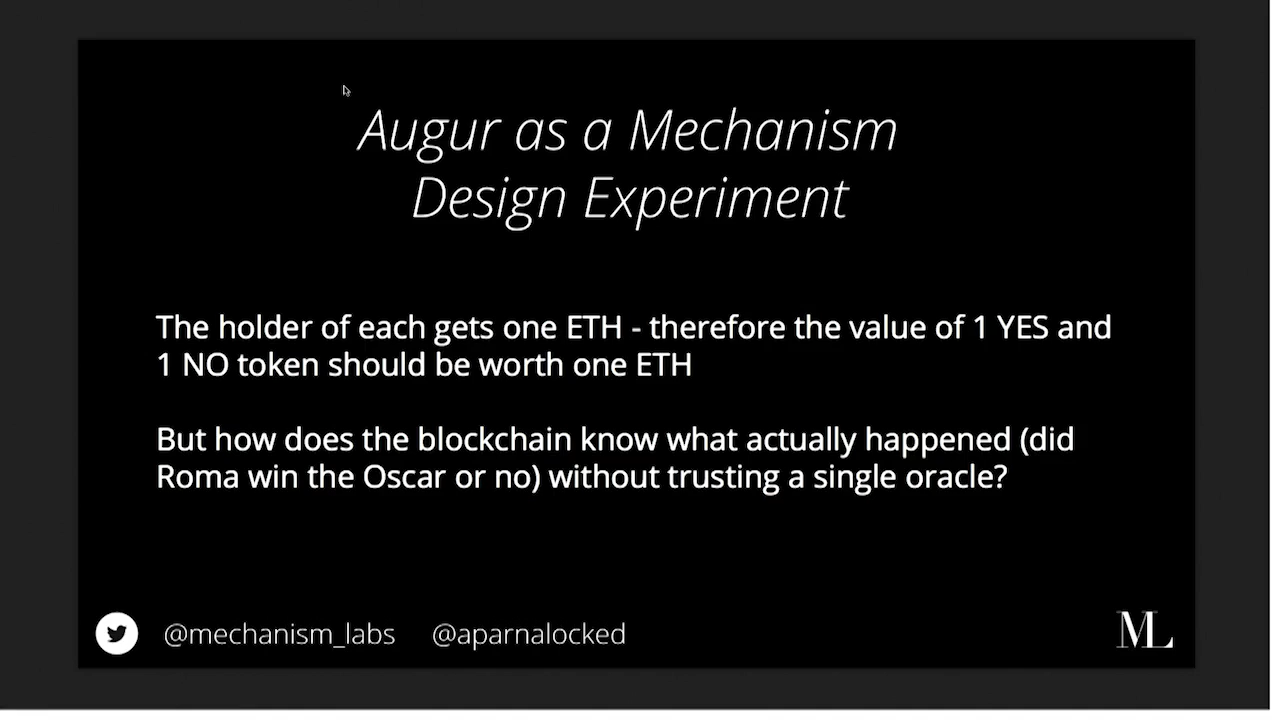 Augur as a Mechanism
Design Experiment
The holder of each gets one ETH - therefore the value of 1 YES and
1 NO token should be worth one ETH
But how does the blockchain know what actually happened (did
Roma win the Oscar or no) without trusting a single oracle?
@mechanism_labs @aparnalocked
ML